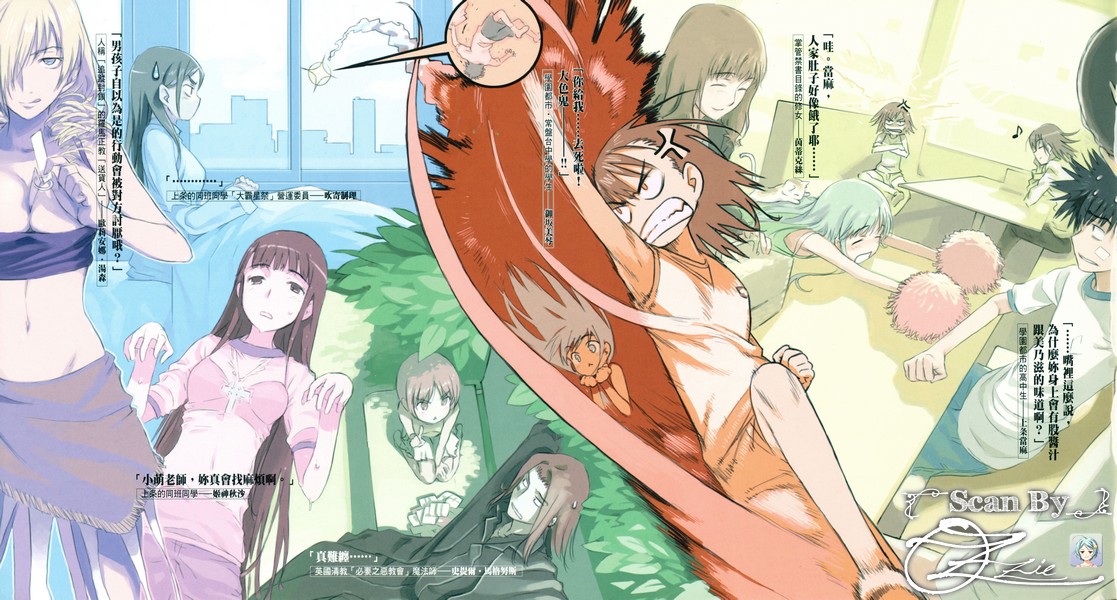 「哇。當麻,
人家肚子好像餓了耶……」
掌管禁書目錄的修女——茵蒂克絲
「……嘴裡這麼說,
為什麼妳身上會有股醬汁
跟美乃滋的味道啊?」
學園都市的高中生——上条當麻
「你給我……去死啦!
大色鬼——!!」
學園都市・常盤台中學的學生——御坂美琴
「…………」
上条的同班同學「大霸星祭」營運委員——吹寄制理
「男孩子自以為是的行動會被對方討厭哦?」
人稱「追蹤封鎖」的羅馬正教「送貨人」——歐莉安娜・湯森
「小萌老師,妳真會找麻煩啊。」
上条的同班同學——姬神秋沙
「真難纏……」
英國清教「必要之惡教會」魔法師——史提爾・馬格努斯
Scan By
Ozzie